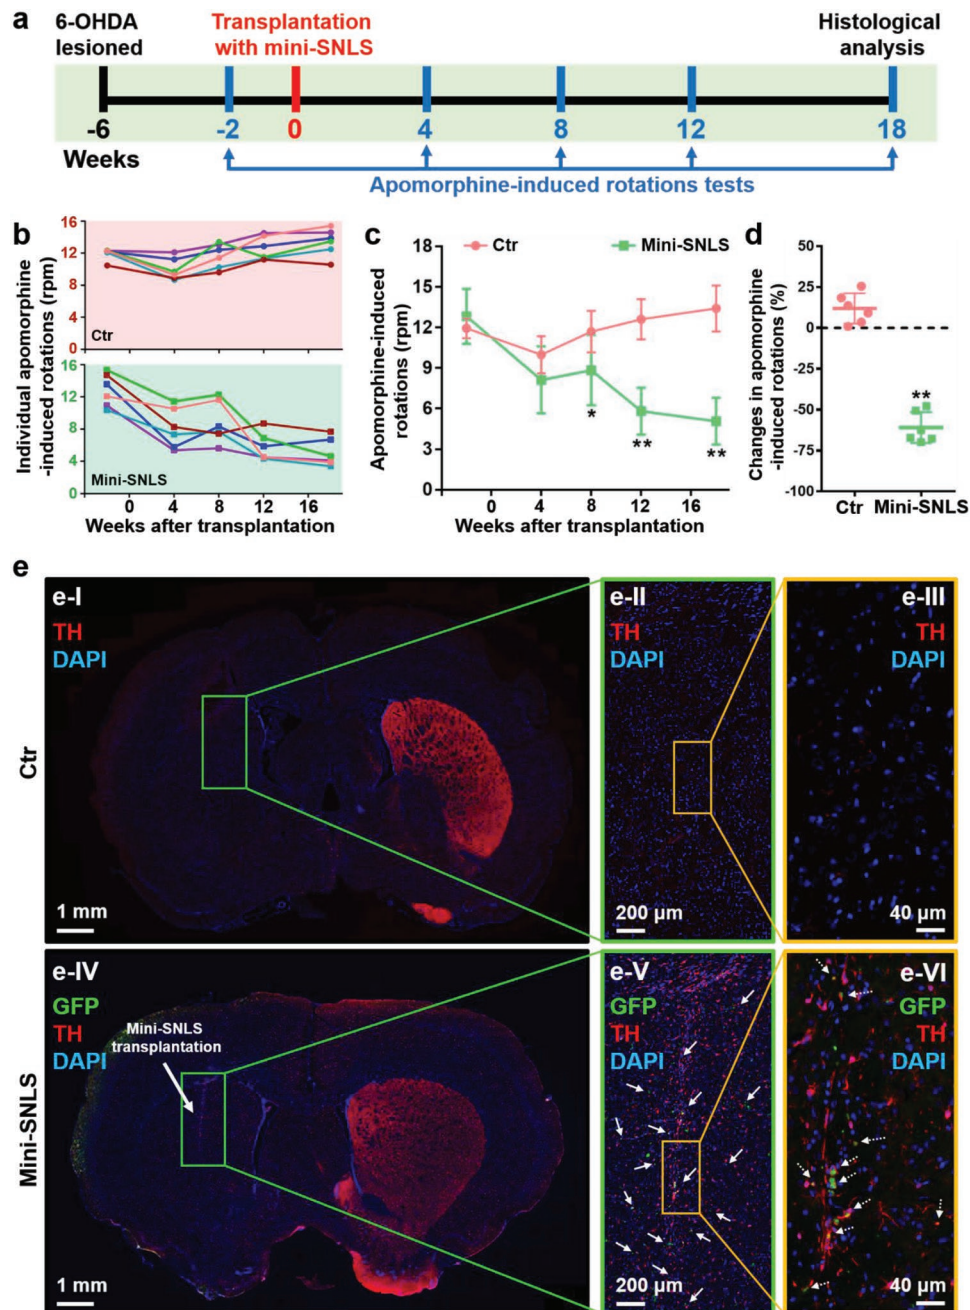 a
6-OHDA
lesioned
Transplantation
with mini-SNLS
Histological
analysis
-6 -2 0 4 8 12 18
Weeks
Apomorphine-induced rotations tests
b
Individual apomorphine
-induced rotations (rpm)
16
12
8
4
0
Ctr
16
12
8
4
0
Mini-SNLS
0 4 8 12 16
Weeks after transplantation
c
Ctr
Mini-SNLS
Apomorphine-induced
rotations (rpm)
18
15
12
9
6
3
0
*
**
**
0 4 8 12 16
Weeks after transplantation
d
Changes in apomorphine
-induced rotations (%)
50
25
0
-25
-50
-75
-100
**
Ctr Mini-SNLS
e
Ctr
e-I
TH
DAPI
1 mm
e-II
TH
DAPI
200 µm
e-III
TH
DAPI
40 µm
Mini-SNLS
e-IV
GFP
TH
DAPI
Mini-SNLS
transplantation
1 mm
e-V
GFP
TH
DAPI
200 µm
e-VI
GFP
TH
DAPI
40 µm